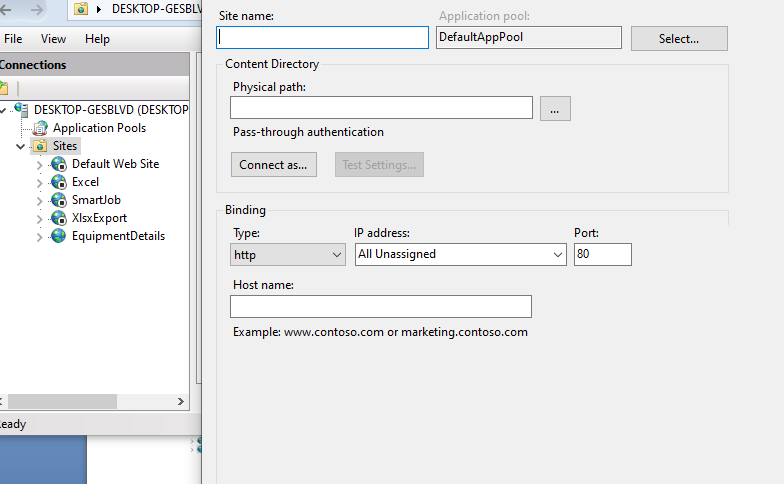 DESKTOP-GESBLV
File View Help
Connections
DESKTOP-GESBLVD (DESKTOP
Application Pools
Sites
Default Web Site
Excel
SmartJob
XlsxExport
EquipmentDetails
Site name:
Application pool:
DefaultAppPool
Select...
Content Directory
Physical path:
...
Pass-through authentication
Connect as...
Test Settings...
Binding
Type:
IP address:
Port:
http
All Unassigned
80
Host name:
Example: www.contoso.com or marketing.contoso.com
eady